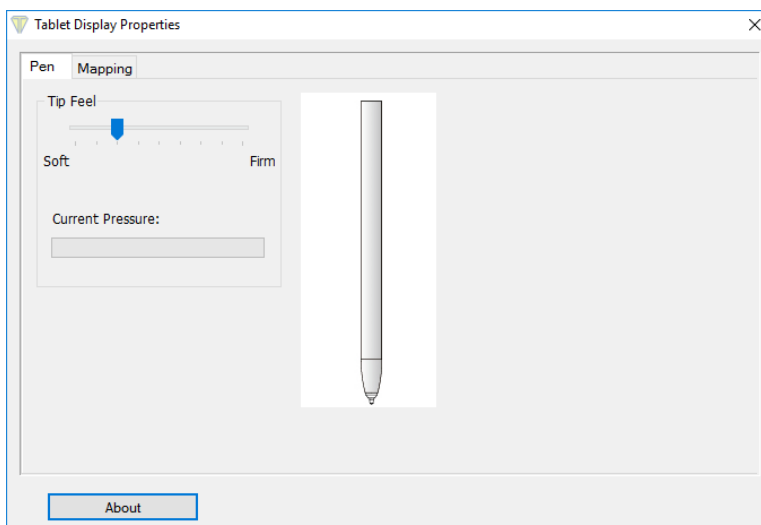 Tablet Display Properties
Pen Mapping
Tip Feel
Soft Firm
Current Pressure:
About